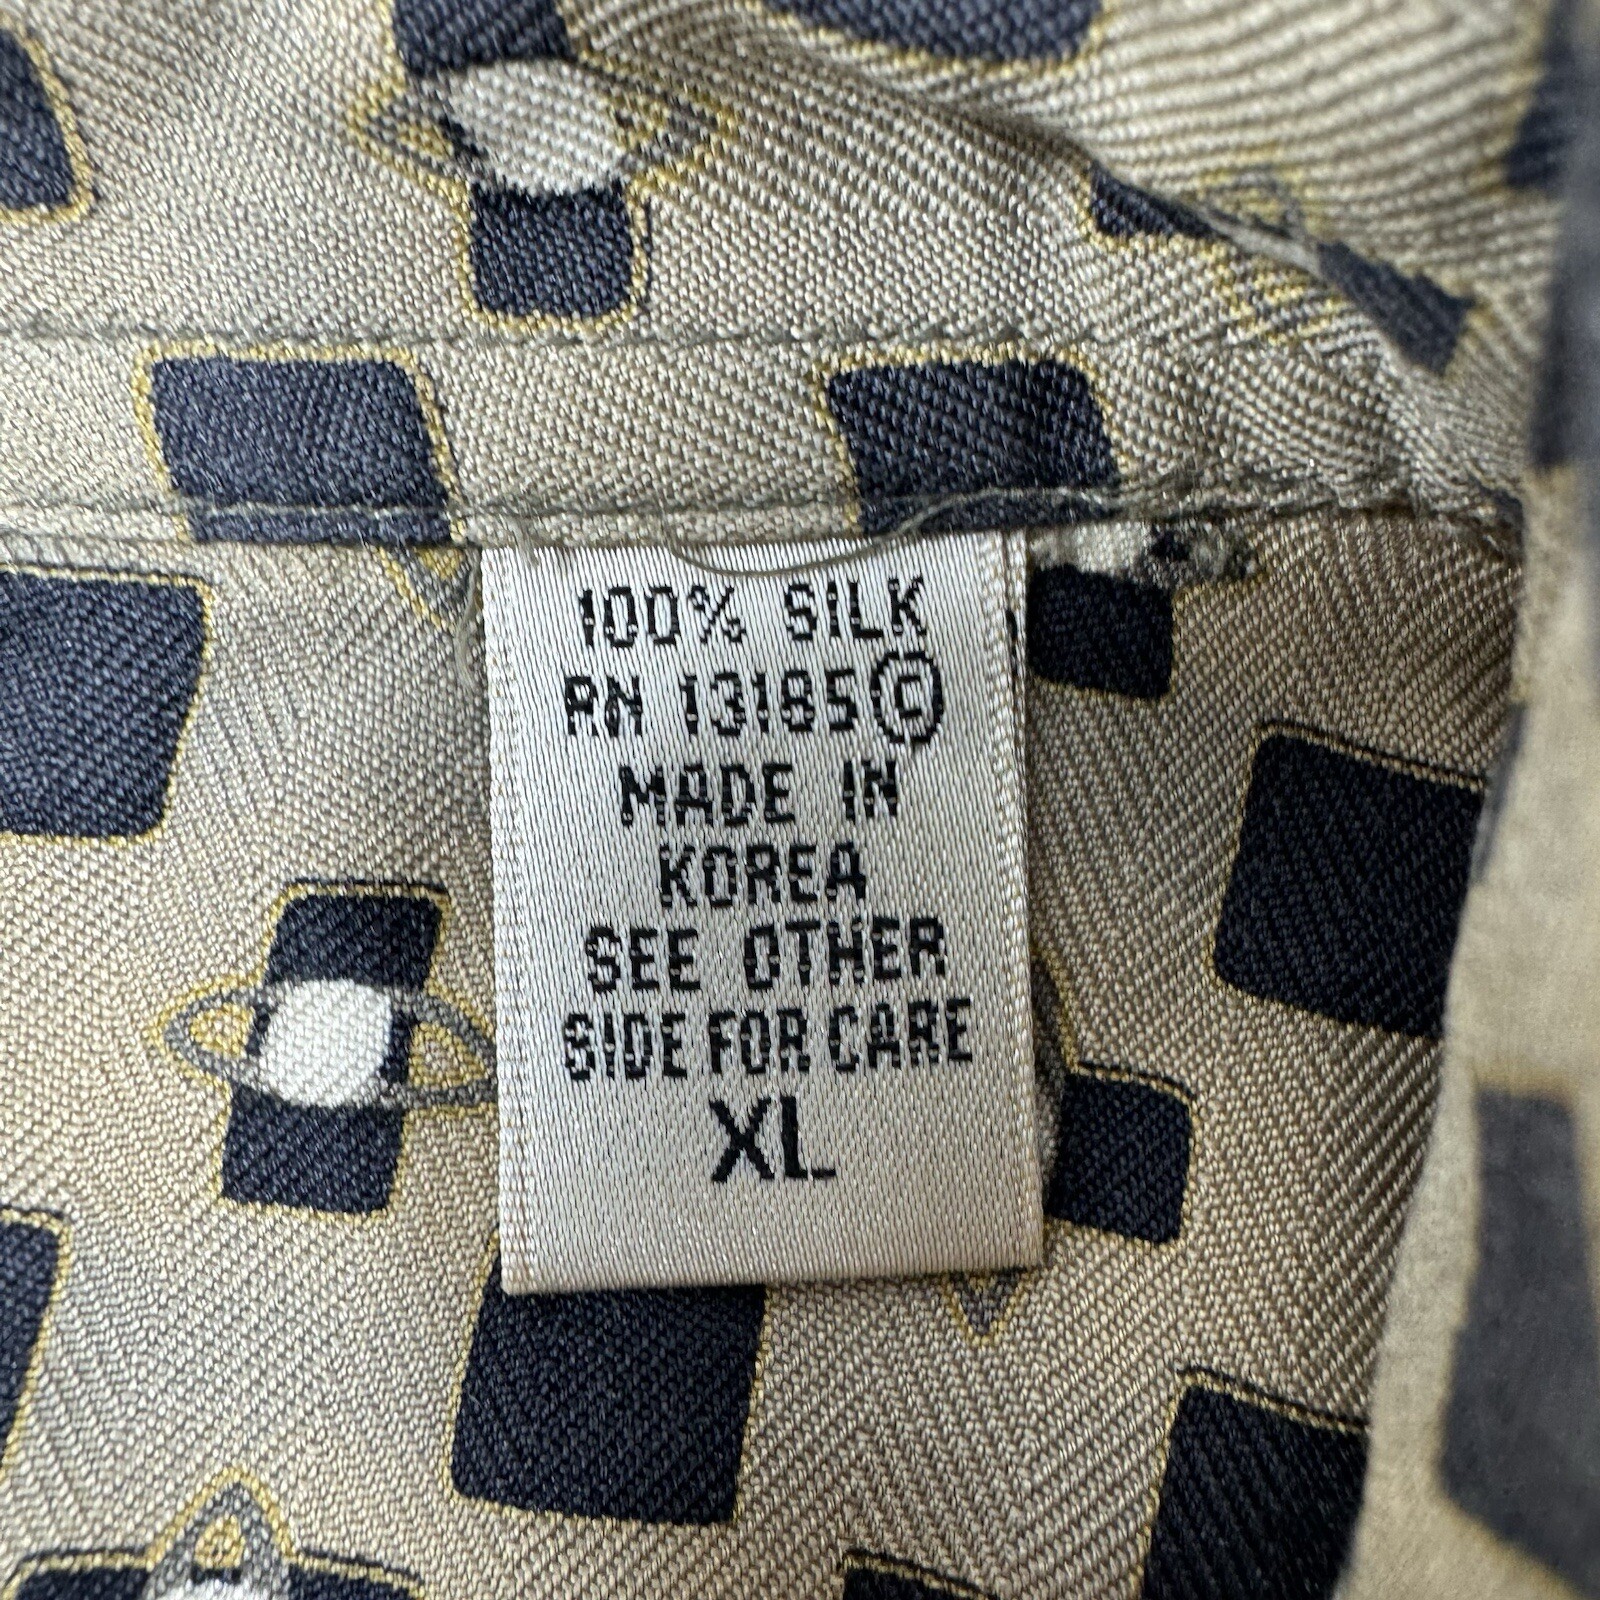 100% SILK
RN 13185 ©
MADE IN
KOREA
SEE OTHER
SIDE FOR CARE
XL